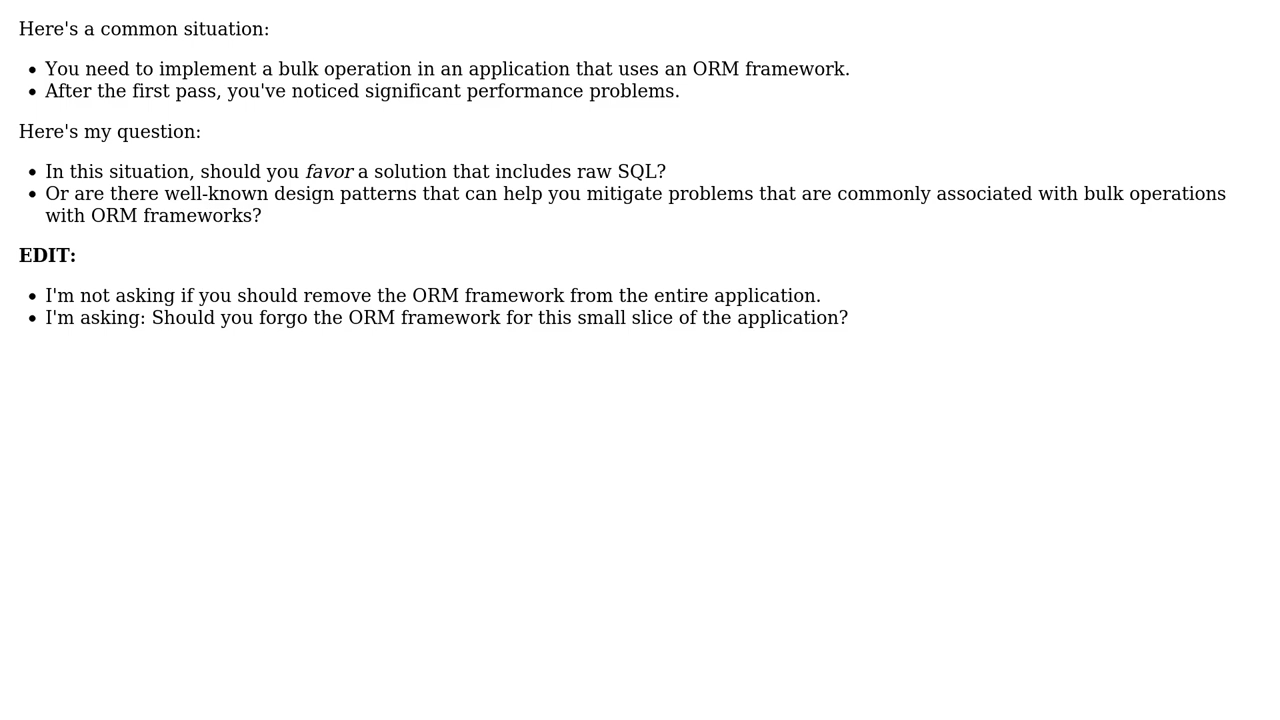 Here's a common situation:
• You need to implement a bulk operation in an application that uses an ORM framework.
• After the first pass, you've noticed significant performance problems.
Here's my question:
• In this situation, should you favor a solution that includes raw SQL?
• Or are there well-known design patterns that can help you mitigate problems that are commonly associated with bulk operations
with ORM frameworks?
EDIT:
• I'm not asking if you should remove the ORM framework from the entire application.
• I'm asking: Should you forgo the ORM framework for this small slice of the application?